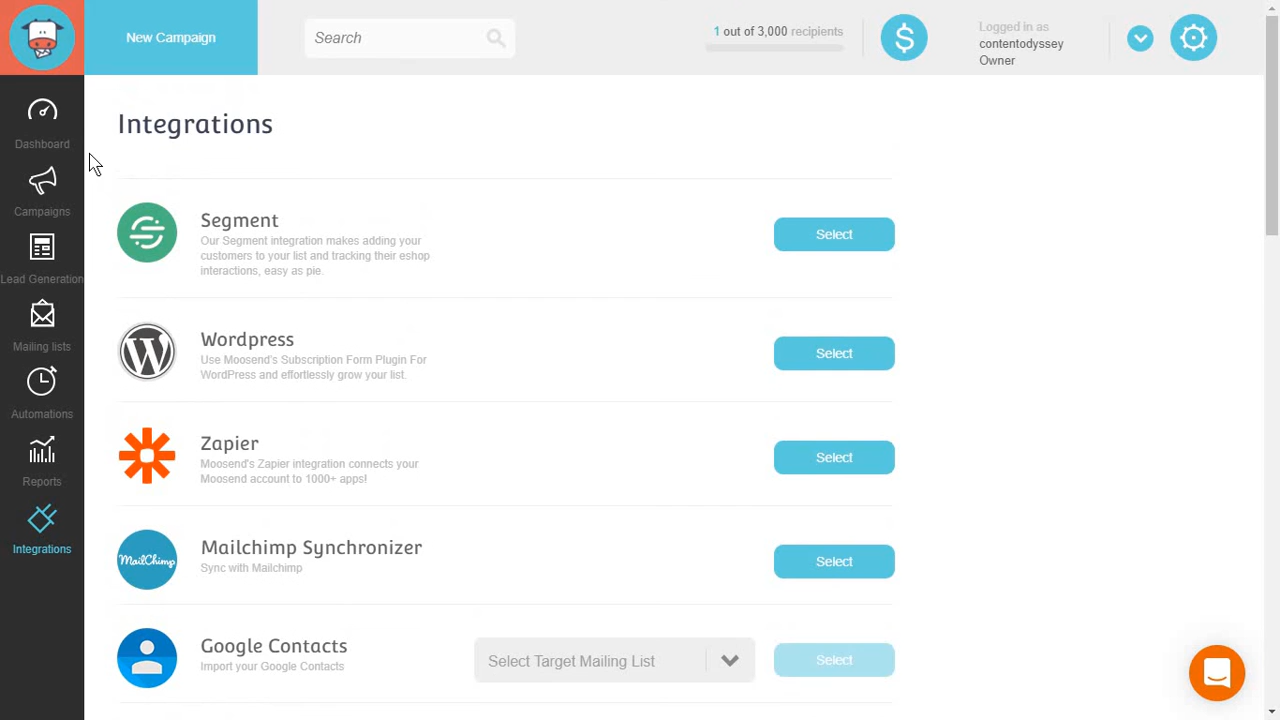 New Campaign
Search
1 out of 3,000 recipients
$
Logged in as
contentodyssey
Owner
Dashboard
Campaigns
Lead Generation
Mailing lists
Automations
Reports
Integrations
Integrations
Segment
Our Segment integration makes adding your
customers to your list and tracking their eshop
interactions, easy as pie.
Select
Wordpress
Use Moosend's Subscription Form Plugin For
WordPress and effortlessly grow your list.
Select
Zapier
Moosend's Zapier integration connects your
Moosend account to 1000+ apps!
Select
MailChimp
Mailchimp Synchronizer
Sync with Mailchimp
Select
Google Contacts
Import your Google Contacts
Select Target Mailing List
Select